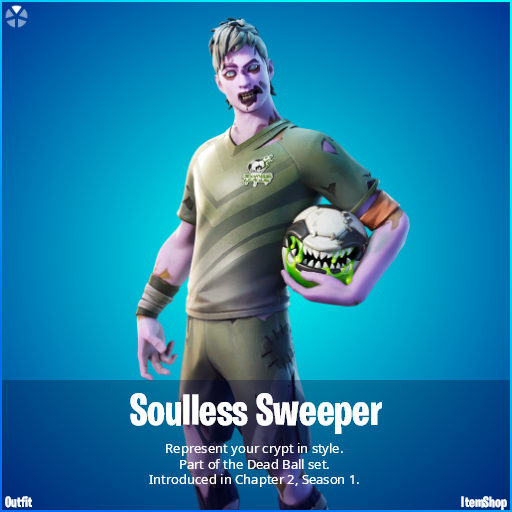 Soulless Sweeper
Represent your crypt in style.
Part of the Dead Ball set.
Introduced in Chapter 2, Season 1.
Outfit
ItemShop